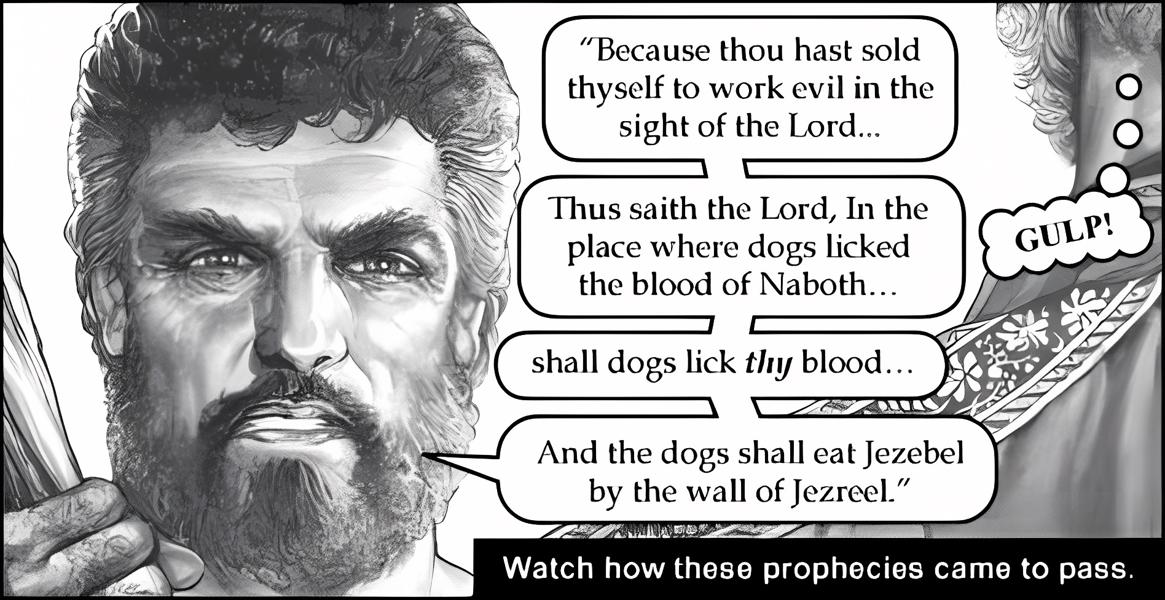 “Because thou hast sold
thyself to work evil in the
sight of the Lord...
Thus saith the Lord, In the
place where dogs licked
the blood of Naboth...
shall dogs lick thy blood...
And the dogs shall eat Jezebel
by the wall of Jezreel.”
GULP!
Watch how these prophecies came to pass.